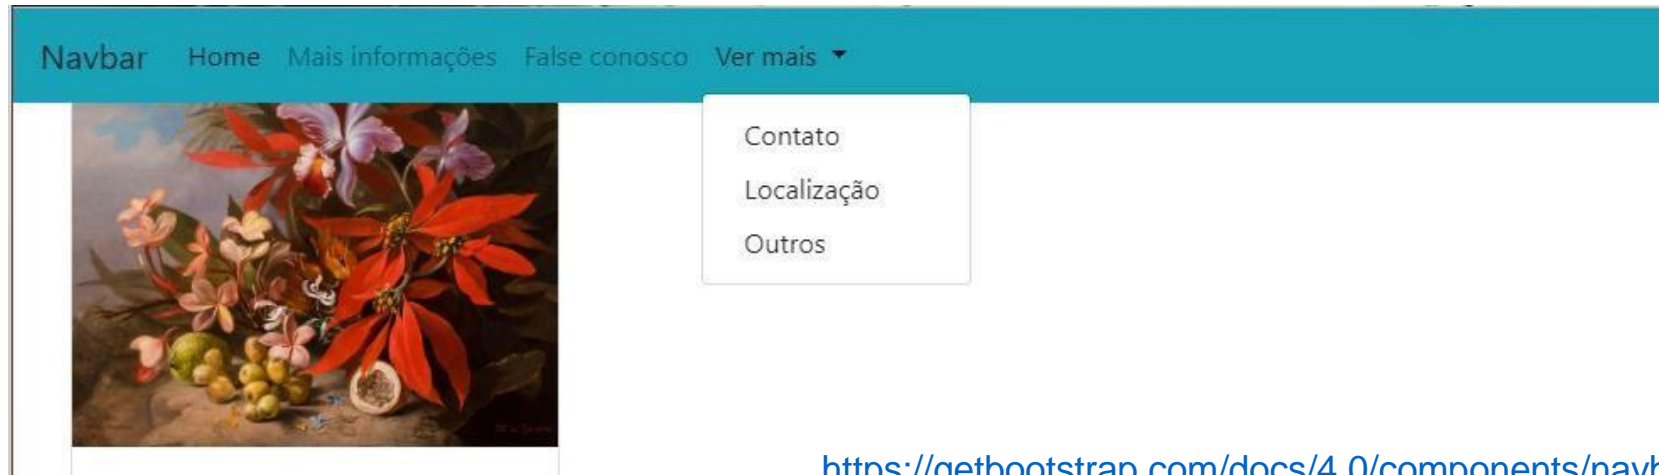 Navbar Home Mais informações False conosco Ver mais
Contato
Localização
Outros
https://getbootstrap.com/docs/4.0/components/navb